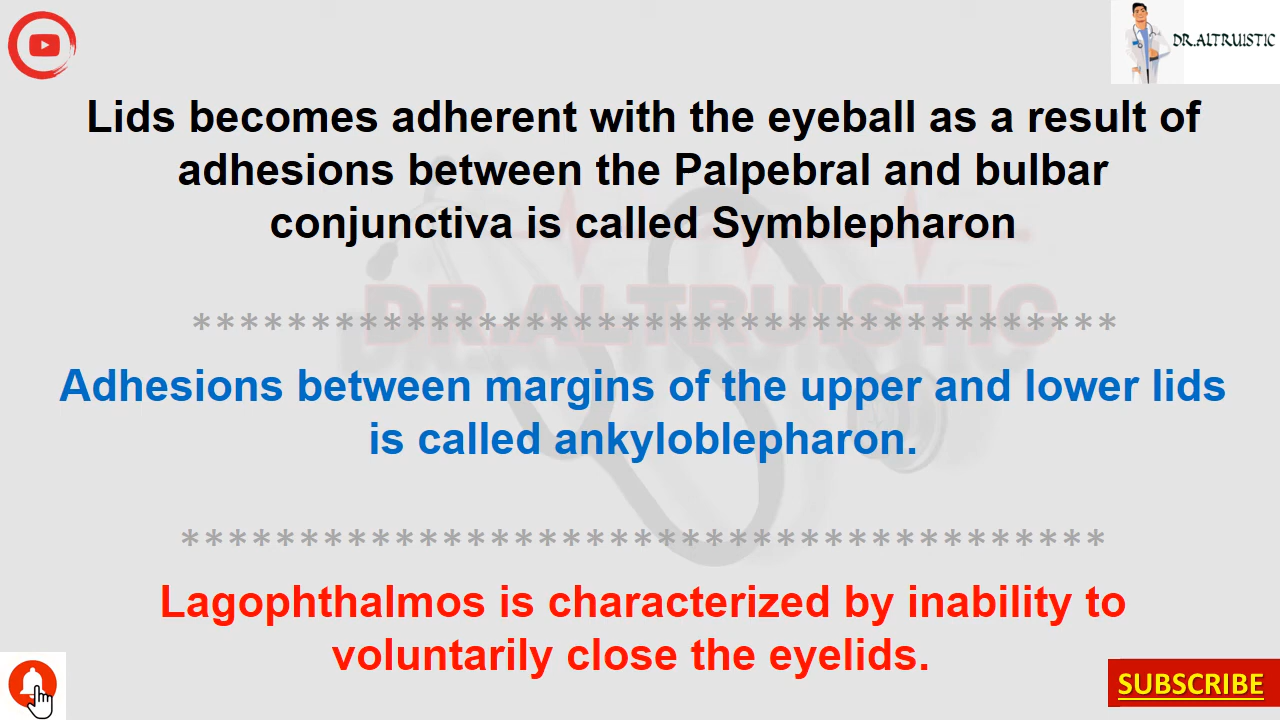 DR.ALTRUISTIC
Lids becomes adherent with the eyeball as a result of
adhesions between the Palpebral and bulbar
conjunctiva is called Symblepharon
DR.ALTRUISTIC
***************************************
Adhesions between margins of the upper and lower lids
is called ankyloblepharon.
***************************************
Lagophthalmos is characterized by inability to
voluntarily close the eyelids.
SUBSCRIBE